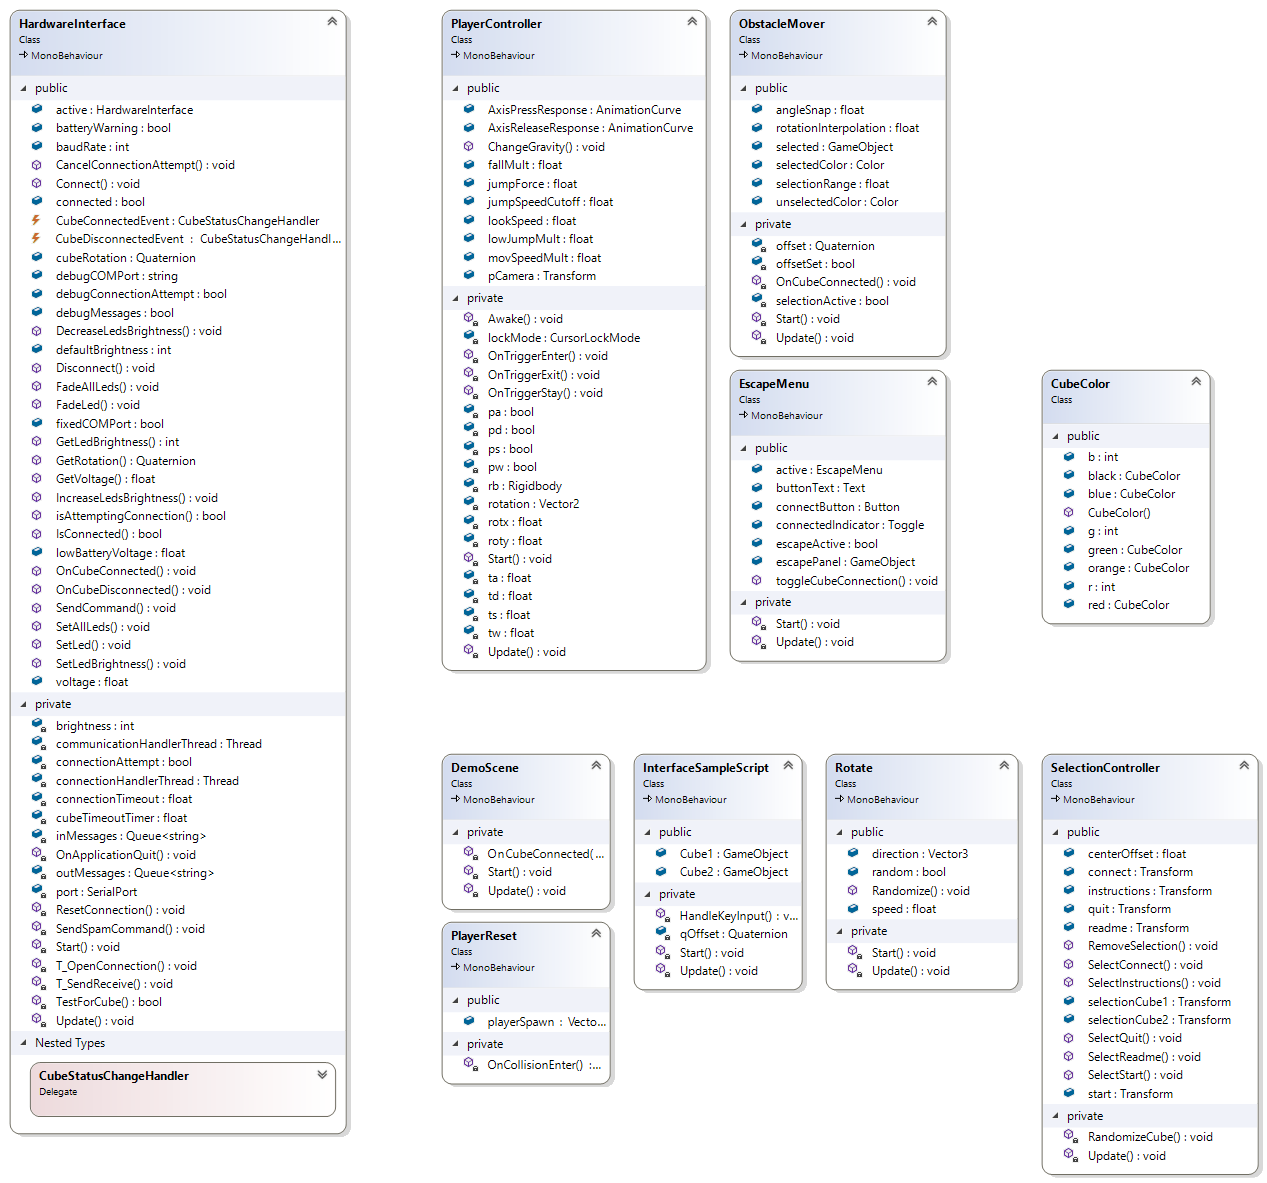 HardwareInterface
Class
MonoBehaviour
public
active : HardwareInterface
batteryWarning : bool
baudRate : int
CancelConnectionAttempt() : void
Connect() : void
connected : bool
CubeConnectedEvent : CubeStatusChangeHandler
CubeDisconnectedEvent : CubeStatusChangeHandl...
cubeRotation : Quaternion
debugCOMPort : string
debugConnectionAttempt : bool
debugMessages : bool
DecreaseLedsBrightness() : void
defaultBrightness : int
Disconnect() : void
FadeAllLeds() : void
FadeLed() : void
fixedCOMPort : bool
GetLedBrightness() : int
GetRotation() : Quaternion
GetVoltage() : float
IncreaseLedsBrightness() : void
isAttemptingConnection() : bool
IsConnected() : bool
lowBatteryVoltage : float
OnCubeConnected() : void
OnCubeDisconnected() : void
SendCommand() : void
SetAllLeds() : void
SetLed() : void
SetLedBrightness() : void
voltage : float
private
brightness : int
communicationHandlerThread : Thread
connectionAttempt : bool
connectionHandlerThread : Thread
connectionTimeout : float
cubeTimeoutTimer : float
inMessages : Queue<string>
OnApplicationQuit() : void
outMessages : Queue<string>
port : SerialPort
ResetConnection() : void
SendSpamCommand() : void
Start() : void
T_OpenConnection() : void
T_SendReceive() : void
TestForCube() : bool
Update() : void
Nested Types
CubeStatusChangeHandler
Delegate
PlayerController
Class
MonoBehaviour
public
AxisPressResponse : AnimationCurve
AxisReleaseResponse : AnimationCurve
ChangeGravity() : void
fallMult : float
jumpForce : float
jumpSpeedCutoff : float
lookSpeed : float
lowJumpMult : float
movSpeedMult : float
pCamera : Transform
private
Awake() : void
lockMode : CursorLockMode
OnTriggerEnter() : void
OnTriggerExit() : void
OnTriggerStay() : void
pa : bool
pd : bool
ps : bool
pw : bool
rb : Rigidbody
rotation : Vector2
rotx : float
roty : float
Start() : void
ta : float
td : float
ts : float
tw : float
Update() : void
ObstacleMover
Class
MonoBehaviour
public
angleSnap : float
rotationInterpolation : float
selected : GameObject
selectedColor : Color
selectionRange : float
unselectedColor : Color
private
offset : Quaternion
offsetSet : bool
OnCubeConnected() : void
selectionActive : bool
Start() : void
Update() : void
EscapeMenu
Class
MonoBehaviour
public
active : EscapeMenu
buttonText : Text
connectButton : Button
connectedIndicator : Toggle
escapeActive : bool
escapePanel : GameObject
toggleCubeConnection() : void
private
Start() : void
Update() : void
CubeColor
Class
public
b : int
black : CubeColor
blue : CubeColor
CubeColor()
g : int
green : CubeColor
orange : CubeColor
r : int
red : CubeColor
DemoScene
Class
MonoBehaviour
private
OnCubeConnected( ...
Start() : void
Update() : void
PlayerReset
Class
MonoBehaviour
public
playerSpawn : Vecto...
private
OnCollisionEnter() :...
InterfaceSampleScript
Class
MonoBehaviour
public
Cube1 : GameObject
Cube2 : GameObject
private
HandleKeyInput() : v...
qOffset : Quaternion
Start() : void
Update() : void
Rotate
Class
MonoBehaviour
public
direction : Vector3
random : bool
Randomize() : void
speed : float
private
Start() : void
Update() : void
SelectionController
Class
MonoBehaviour
public
centerOffset : float
connect : Transform
instructions : Transform
quit : Transform
readme : Transform
RemoveSelection() : void
SelectConnect() : void
SelectInstructions() : void
selectionCube1 : Transform
selectionCube2 : Transform
SelectQuit() : void
SelectReadme() : void
SelectStart() : void
start : Transform
private
RandomizeCube() : void
Update() : void